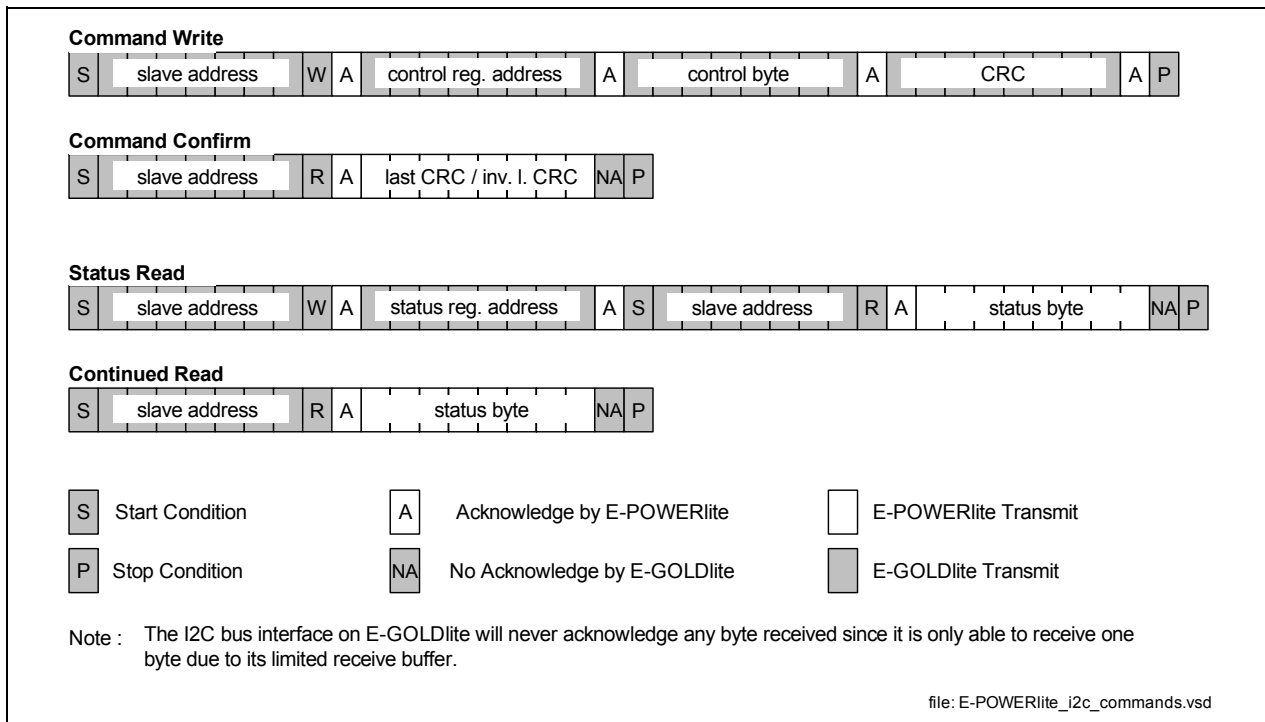 Command Write
S slave address W A control reg. address A control byte A CRC A P
Command Confirm
S slave address R A last CRC / inv. l. CRC NA P
Status Read
S slave address W A status reg. address A S slave address R A status byte NA P
Continued Read
S slave address R A status byte NA P
S Start Condition A Acknowledge by E-POWERlite E-POWERlite Transmit
P Stop Condition NA No Acknowledge by E-GOLDlite E-GOLDlite Transmit
Note : The I2C bus interface on E-GOLDlite will never acknowledge any byte received since it is only able to receive one
byte due to its limited receive buffer.
file: E-POWERlite_i2c_commands.vsd